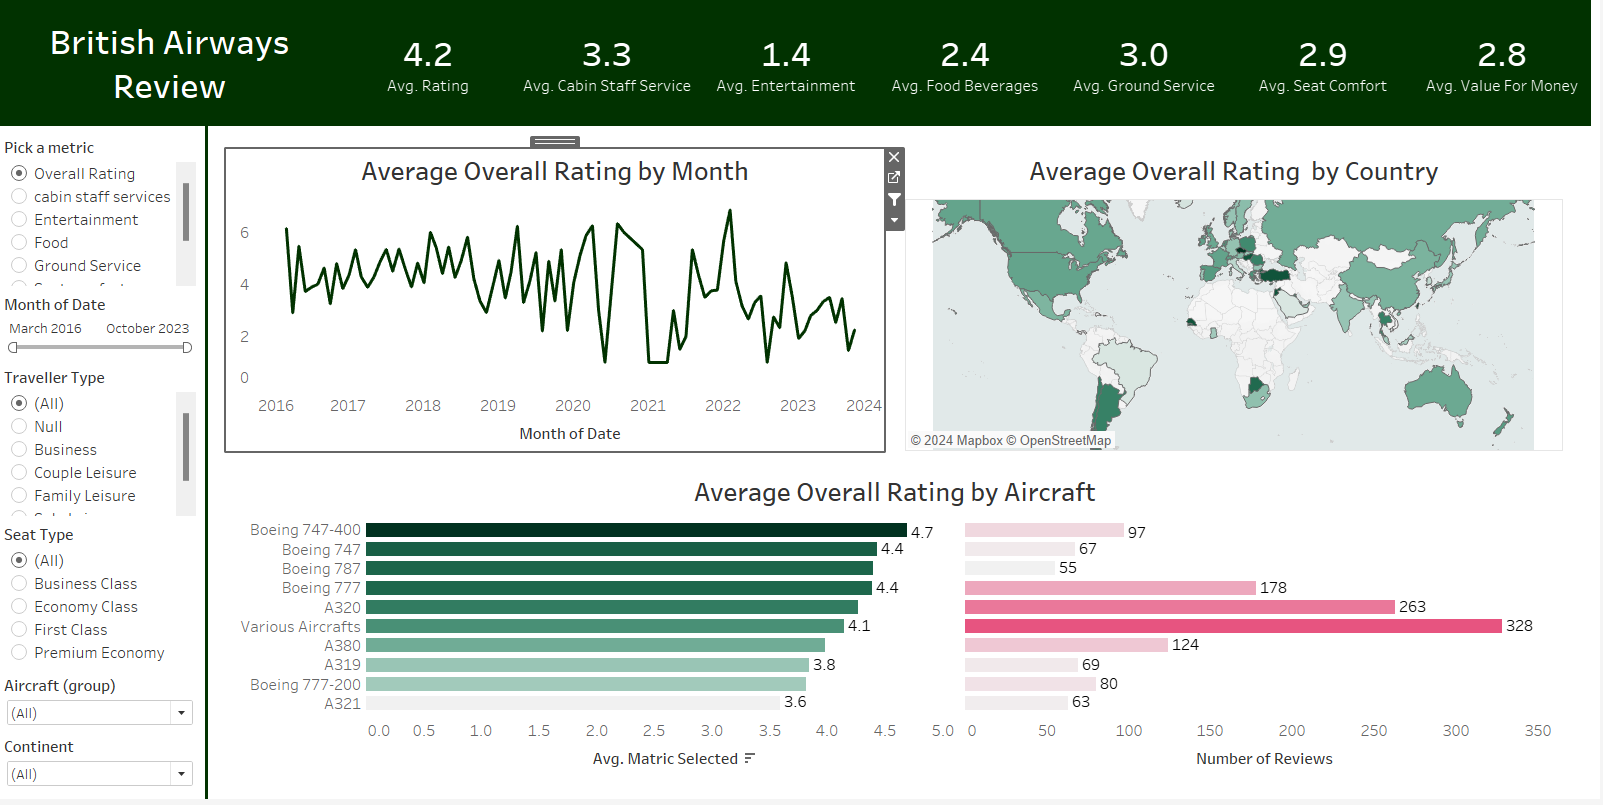 British Airways
Review
4.2
Avg. Rating
3.3
Avg. Cabin Staff Service
1.4
Avg. Entertainment
2.4
Avg. Food Beverages
3.0
Avg. Ground Service
2.9
Avg. Seat Comfort
2.8
Avg. Value For Money
Pick a metric
Overall Rating
cabin staff services
Entertainment
Food
Ground Service
Month of Date
March 2016 October 2023
Traveller Type
(All)
Null
Business
Couple Leisure
Family Leisure
Seat Type
(All)
Business Class
Economy Class
First Class
Premium Economy
Aircraft (group)
(All)
Continent
(All)
Average Overall Rating by Month
6
4
2
0
2016 2017 2018 2019 2020 2021 2022 2023 2024
Month of Date
Average Overall Rating by Country
© 2024 Mapbox © OpenStreetMap
Average Overall Rating by Aircraft
Boeing 747-400 4.7 97
Boeing 747 4.4 67
Boeing 787 55
Boeing 777 4.4 178
A320 263
Various Aircrafts 4.1 328
A380 124
A319 3.8 69
Boeing 777-200 80
A321 3.6 63
0.0 0.5 1.0 1.5 2.0 2.5 3.0 3.5 4.0 4.5 5.0 0 50 100 150 200 250 300 350
Avg. Matric Selected Number of Reviews